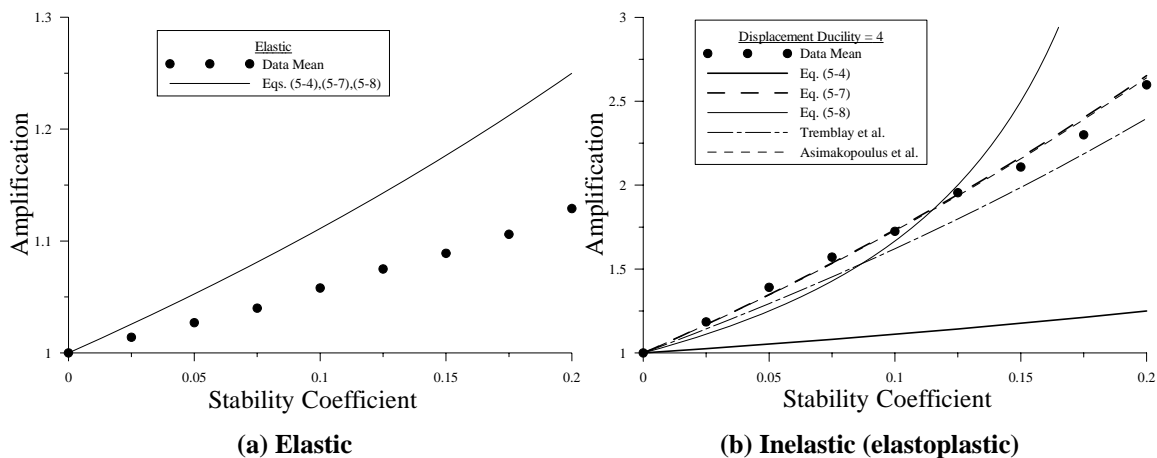 1.3
1.2
1.1
1
Amplification
Elastic
Data Mean
Eqs. (5-4),(5-7),(5-8)
0
0.05
0.1
0.15
0.2
Stability Coefficient
(a) Elastic
3
2.5
2
1.5
1
Amplification
Displacement Ducility = 4
Data Mean
Eq. (5-4)
Eq. (5-7)
Eq. (5-8)
Tremblay et al.
Asimakopoulus et al.
0
0.05
0.1
0.15
0.2
Stability Coefficient
(b) Inelastic (elastoplastic)